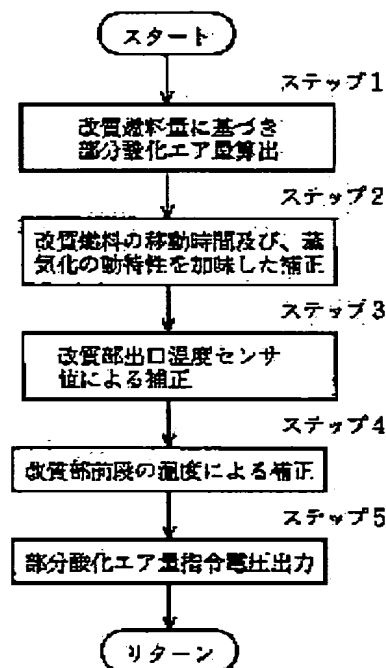 スタート
ステップ1
改質燃料量に基づき
部分酸化エア量算出
ステップ2
改質燃料の移動時間及び、蒸
気化の動特性を加味した補正
ステップ3
改質部出口温度センサ
値による補正
ステップ4
改質部前段の温度による補正
ステップ5
部分酸化エア量指令電圧出力
リターン